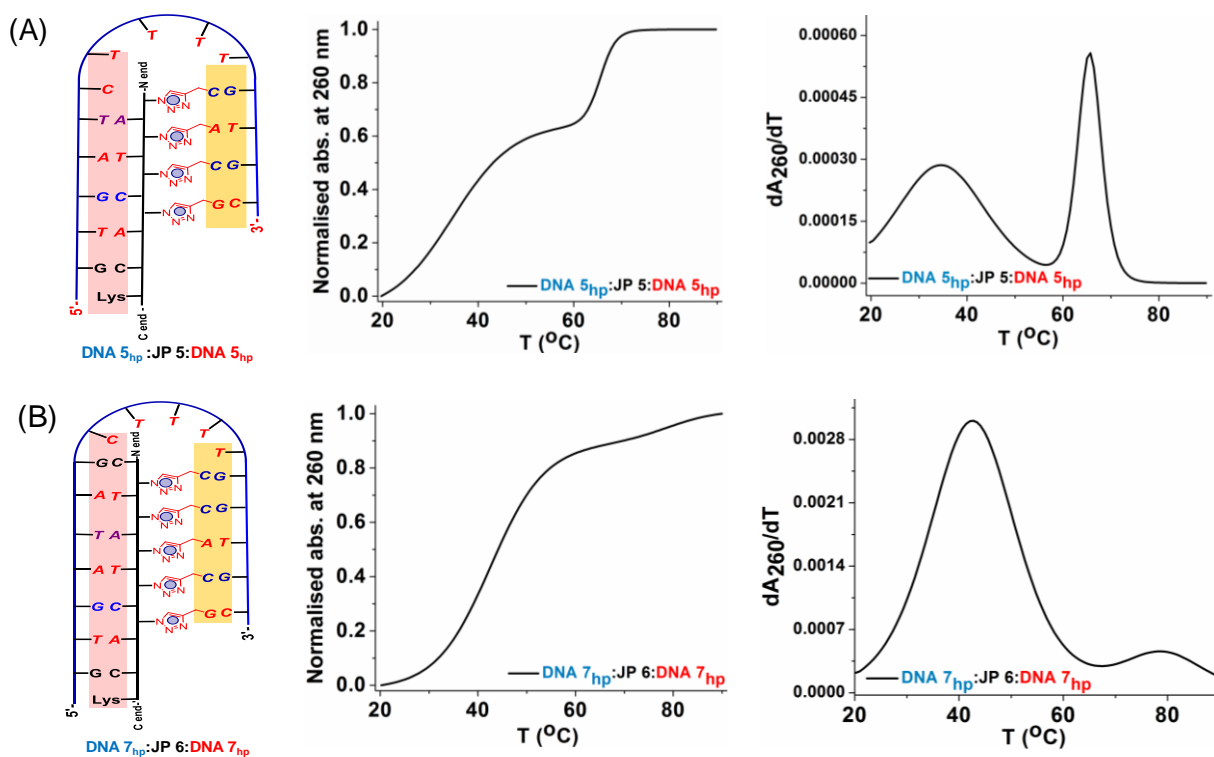 (A)
T
T
T
T
T
C
T A
A T
G C
T A
G C
Lys
N end
C end
N N N C G
N N N A T
N N N C G
N N N G C
5'-
3'-
DNA 5hp :JP 5:DNA 5hp
Normalised abs. at 260 nm
1.0
0.8
0.6
0.4
0.2
0.0
20 40 60 80
T (OC)
DNA 5hp:JP 5:DNA 5hp
dA260/dT
0.00060
0.00045
0.00030
0.00015
0.00000
20 40 60 80
T (OC)
DNA 5hp:JP 5:DNA 5hp
(B)
T
T
T
T
C
G C
A T
T A
A T
G C
T A
G C
Lys
N end
C end-
N N N C G
N N N C G
N N N A T
N N N C G
N N N G C
5'-
3'-
DNA 7hp:JP 6:DNA 7hp
Normalised abs. at 260 nm
1.0
0.8
0.6
0.4
0.2
0.0
20 40 60 80
T (OC)
DNA 7hp:JP 6:DNA 7hp
dA260/dT
0.0028
0.0021
0.0014
0.0007
0.0000
20 40 60 80
T (OC)
DNA 7hp:JP 6:DNA 7hp